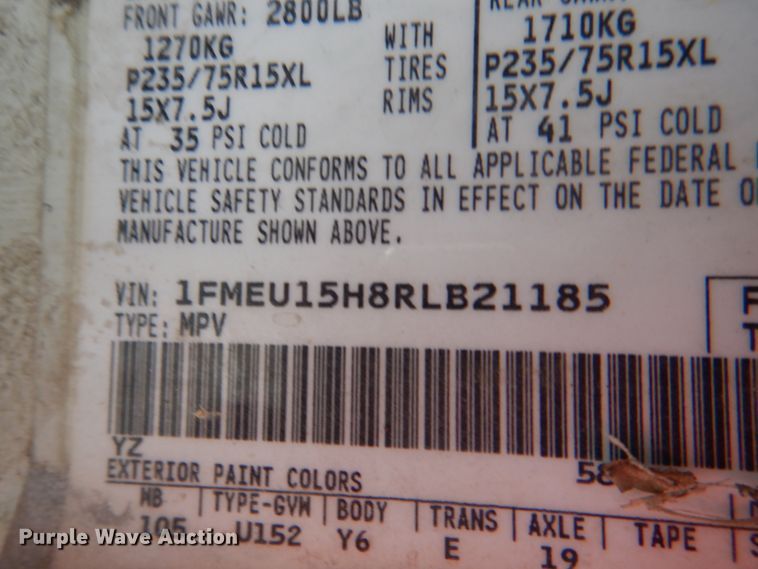 FRONT GAWR: 2800LB
1270KG
P235/75R15XL
15X7.5J
AT 35 PSI COLD
WITH
TIRES
RIMS
1710KG
P235/75R15XL
15X7.5J
AT 41 PSI COLD
THIS VEHICLE CONFORMS TO ALL APPLICABLE FEDERAL
VEHICLE SAFETY STANDARDS IN EFFECT ON THE DATE O
MANUFACTURE SHOWN ABOVE.
VIN: 1FMEU15H8RLB21185
TYPE: MPV
F
T
YZ
EXTERIOR PAINT COLORS 58
WB TYPE-GVW BODY TRANS AXLE TAPE
105 U152 Y6 E 19
Purple Wave Auction